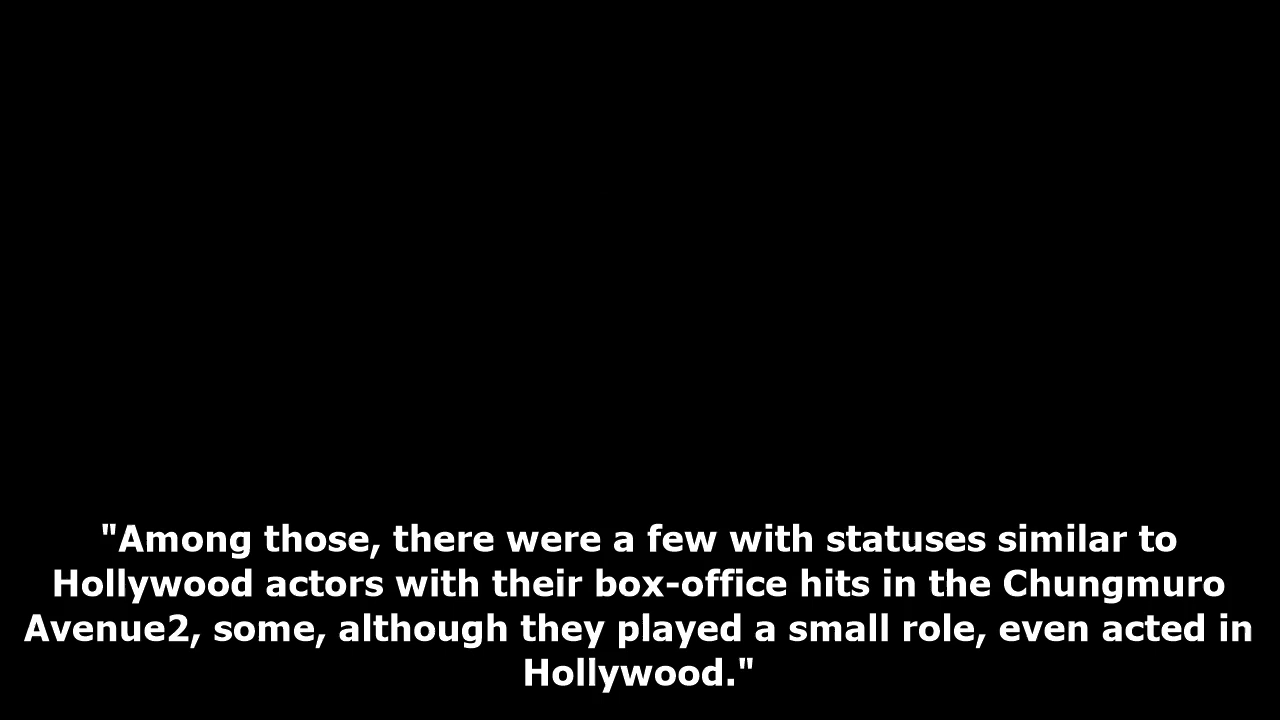 "Among those, there were a few with statuses similar to
Hollywood actors with their box-office hits in the Chungmuro
Avenue2, some, although they played a small role, even acted in
Hollywood."